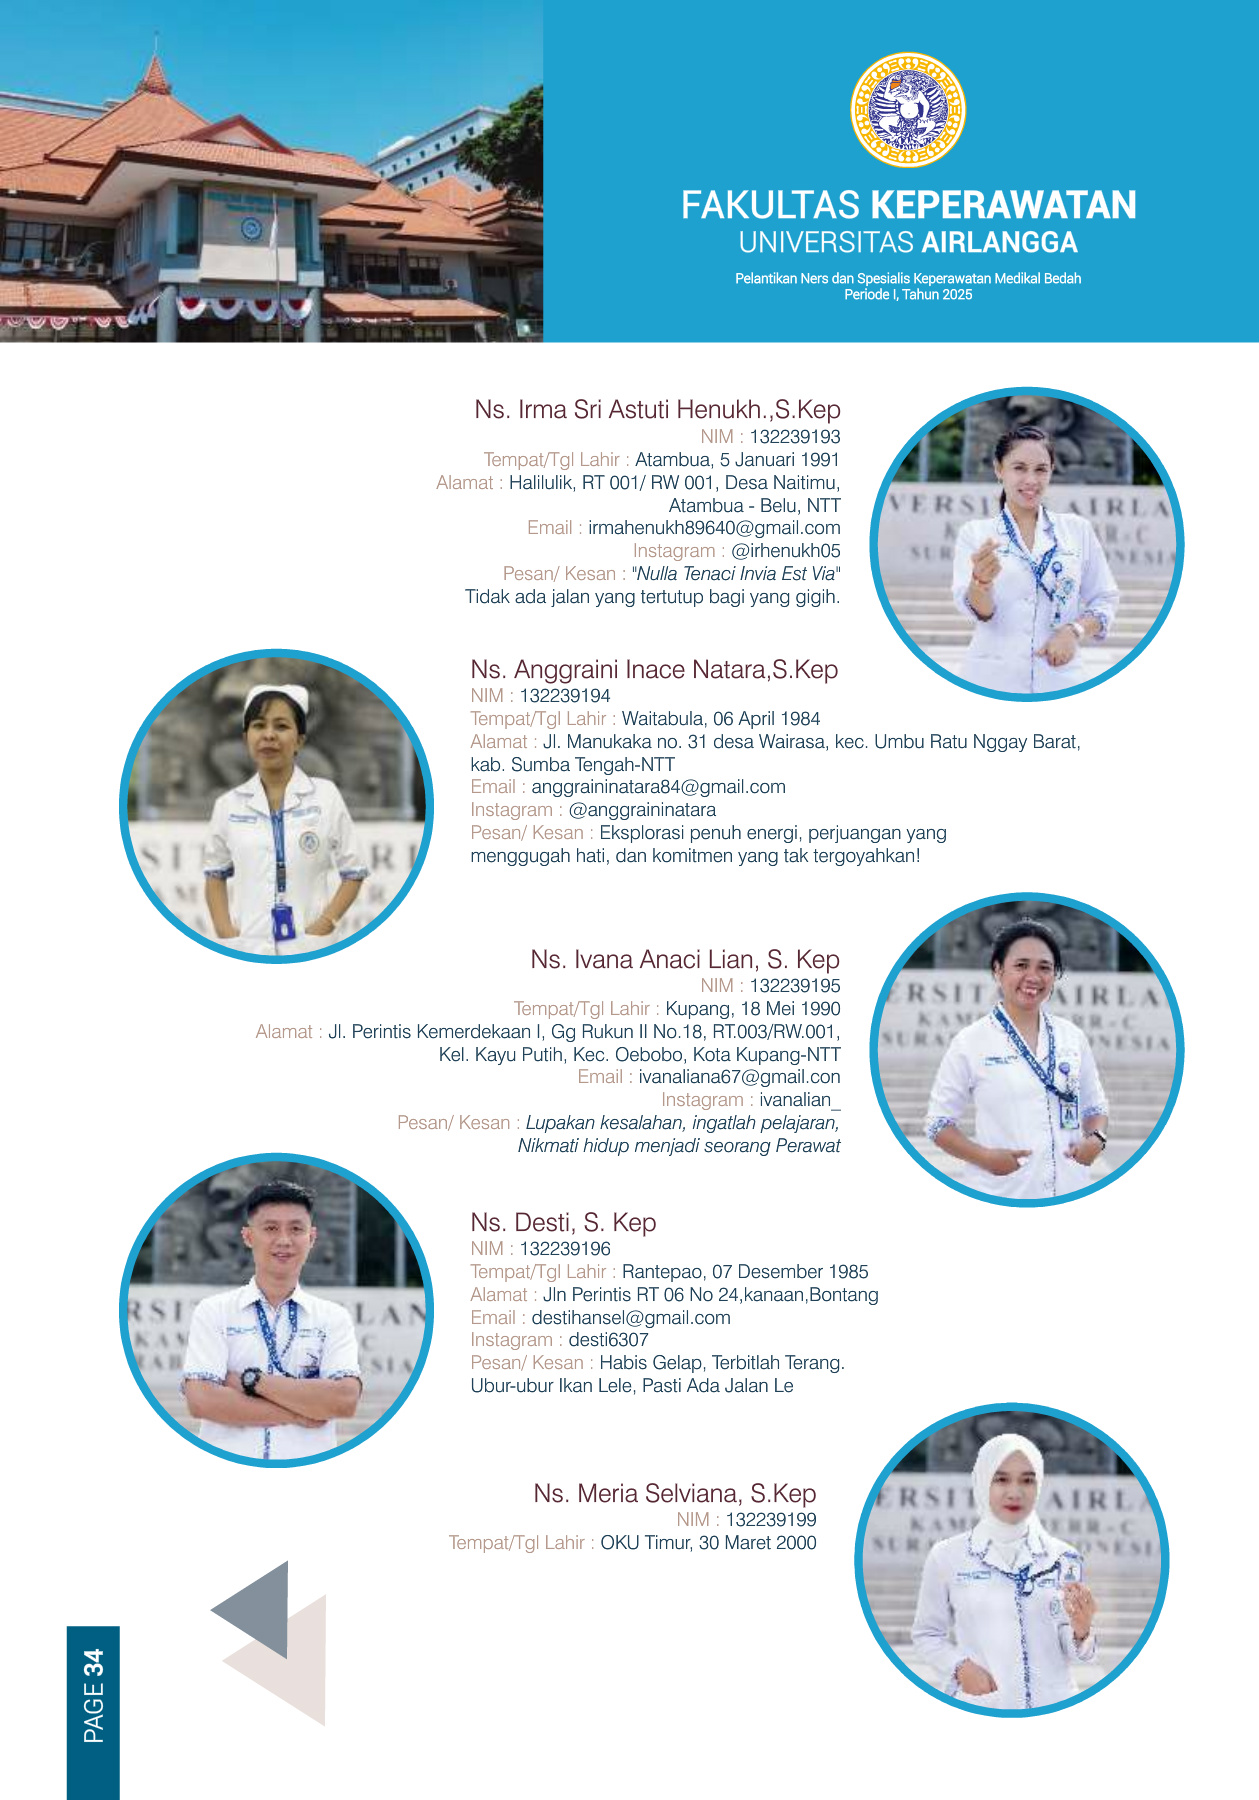 FAKULTAS KEPERAWATAN
UNIVERSITAS AIRLANGGA
Pelantikan Ners dan Spesialis Keperawatan Medikal Bedah
Periode I, Tahun 2025
Ns. Irma Sri Astuti Henukh.,S.Kep
NIM : 132239193
Tempat/Tgl Lahir : Atambua, 5 Januari 1991
Alamat : Halilulik, RT 001/ RW 001, Desa Naitimu,
Atambua - Belu, NTT
Email : irmahenukh89640@gmail.com
Instagram : @irhenukh05
Pesan/ Kesan : "Nulla Tenaci Invia Est Via"
Tidak ada jalan yang tertutup bagi yang gigih.
Ns. Anggraini Inace Natara,S.Kep
NIM : 132239194
Tempat/Tgl Lahir : Waitabula, 06 April 1984
Alamat : Jl. Manukaka no. 31 desa Wairasa, kec. Umbu Ratu Nggay Barat,
kab. Sumba Tengah-NTT
Email : anggraininatara84@gmail.com
Instagram : @anggraininatara
Pesan/ Kesan : Eksplorasi penuh energi, perjuangan yang
menggugah hati, dan komitmen yang tak tergoyahkan!
Ns. Ivana Anaci Lian, S. Kep
NIM : 132239195
Tempat/Tgl Lahir : Kupang, 18 Mei 1990
Alamat : Jl. Perintis Kemerdekaan I, Gg Rukun II No.18, RT.003/RW.001,
Kel. Kayu Putih, Kec. Oebobo, Kota Kupang-NTT
Email : ivanaliana67@gmail.con
Instagram : ivanalian_
Pesan/ Kesan : Lupakan kesalahan, ingatlah pelajaran,
Nikmati hidup menjadi seorang Perawat
Ns. Desti, S. Kep
NIM : 132239196
Tempat/Tgl Lahir : Rantepao, 07 Desember 1985
Alamat : Jln Perintis RT 06 No 24,kanaan,Bontang
Email : destihansel@gmail.com
Instagram : desti6307
Pesan/ Kesan : Habis Gelap, Terbitlah Terang.
Ubur-ubur Ikan Lele, Pasti Ada Jalan Le
Ns. Meria Selviana, S.Kep
NIM : 132239199
Tempat/Tgl Lahir : OKU Timur, 30 Maret 2000
PAGE 34